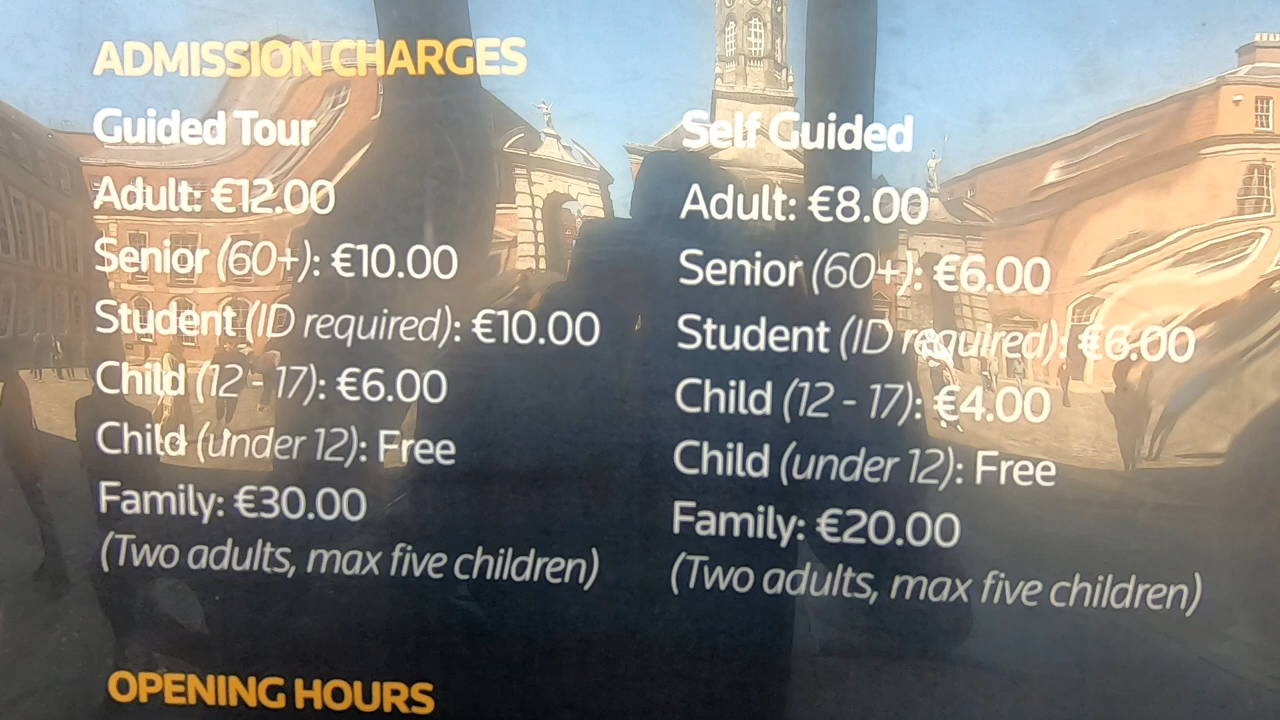 ADMISSION CHARGES
Guided Tour
Adult: €12.00
Senior (60+): €10.00
Student (ID required): €10.00
Child (12 - 17): €6.00
Child (under 12): Free
Family: €30.00
(Two adults, max five children)
Self Guided
Adult: €8.00
Senior (60+): €6.00
Student (ID required): €6.00
Child (12 - 17): €4.00
Child (under 12): Free
Family: €20.00
(Two adults, max five children)
OPENING HOURS